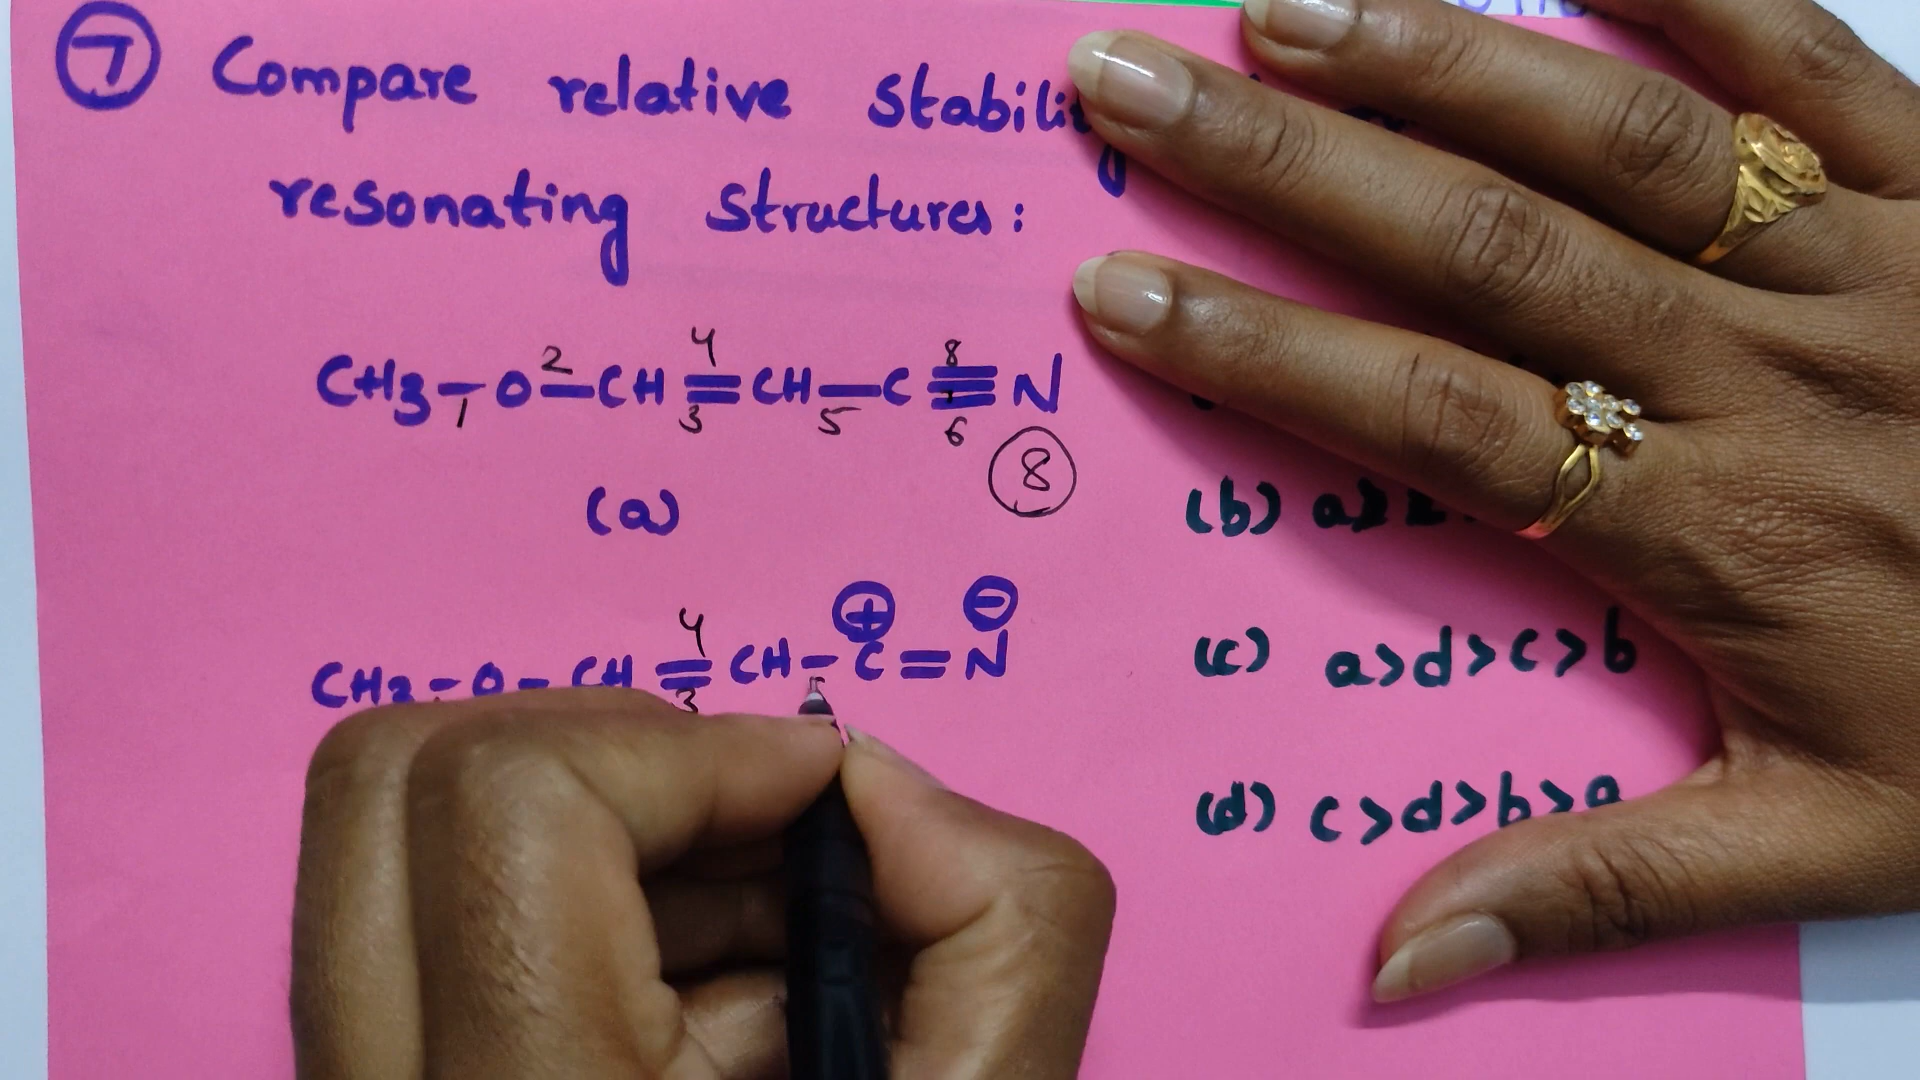 7 Compare relative
resonating structures:
2 4 8
CH3-O-CH=CH-C≡N
1 3 5 7 6
8
(a)
(b) a>
4 ⊕ ⊖
CH3-O-CH=CH-C=N
3
(c) a>d>c>b
(d) c>d>b>a